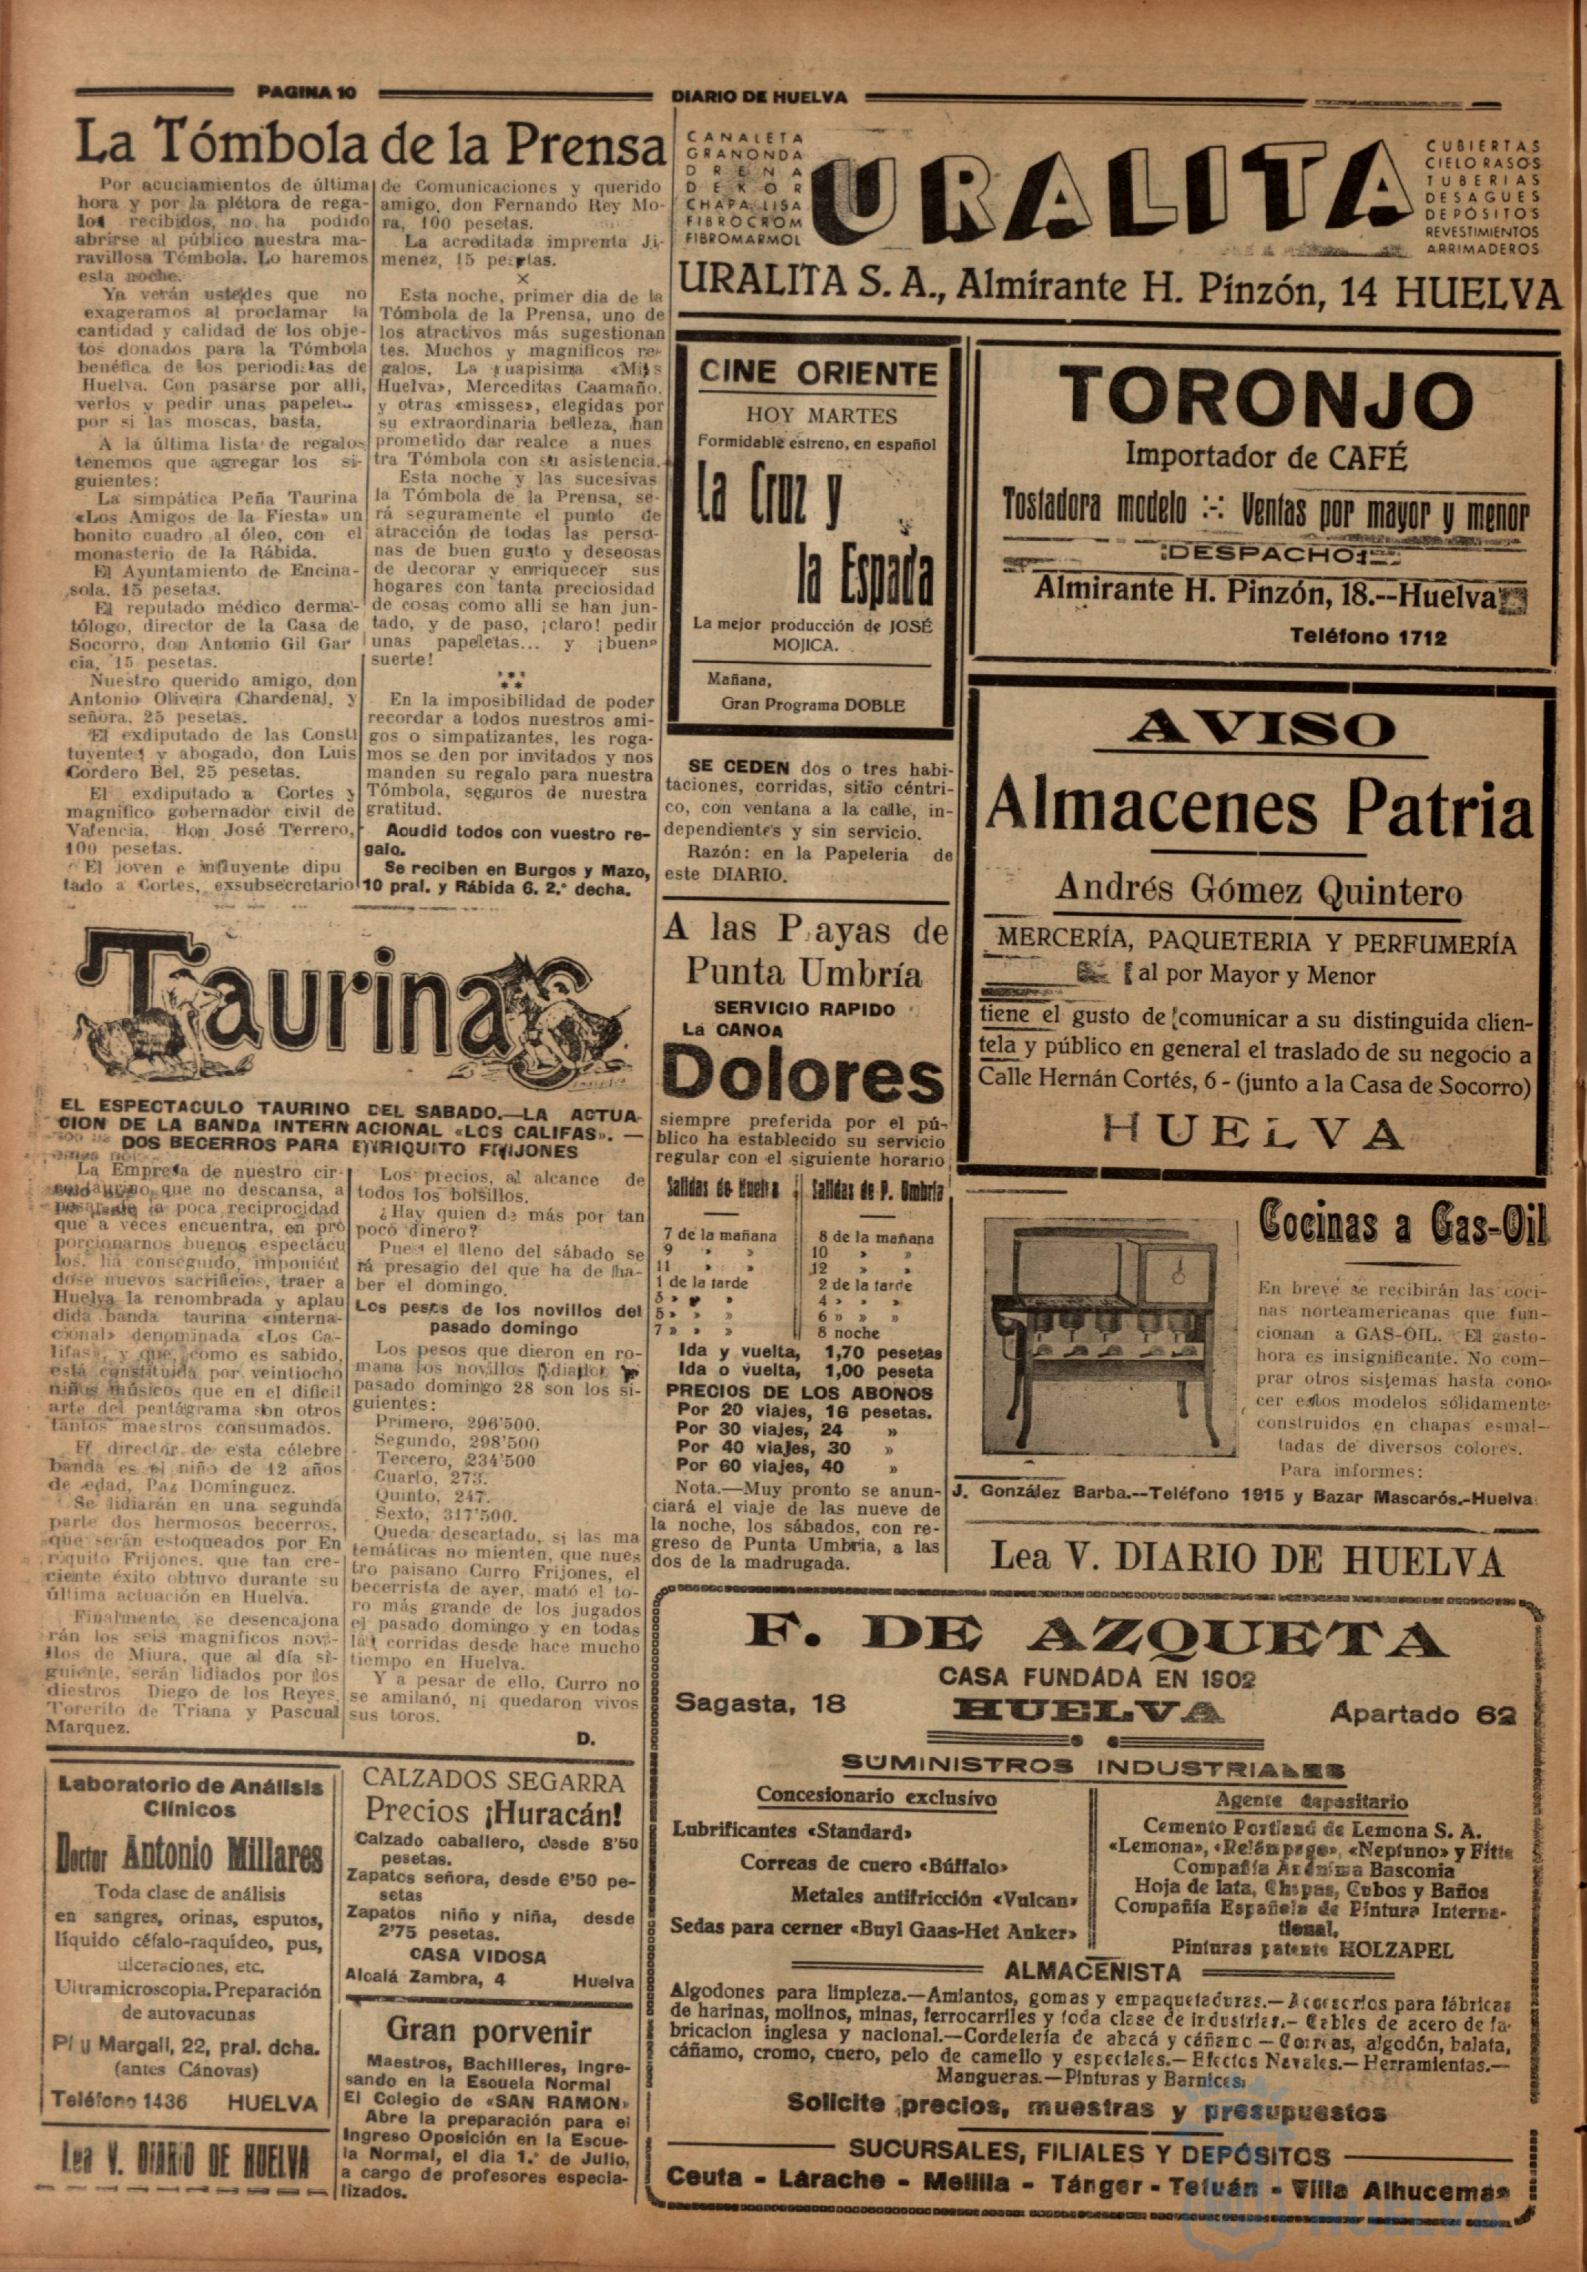 PAGINA 10
DIARIO DE HUELVA
La Tómbola de la Prensa
Por acuciamientos de última
hora y por la plétora de rega-
los recibidos, no ha podido
abrirse al público nuestra ma-
ravillosa Tómbola. Lo haremos
esta noche.
Ya verán ustedes que no
exageramos al proclamar la
cantidad y calidad de los obje-
tos donados para la Tómbola
benéfica de los periodistas de
Huelva. Con pasarse por allí,
verlos y pedir unas papelet
por si las moscas, basta,
A la última lista de regalos
tenemos que agregar los si-
guientes:
La simpática Peña Taurina
«Los Amigos de la Fiesta» un
bonito cuadro al óleo, con el
monasterio de la Rábida.
El Ayuntamiento de Encina-
sola, 15 pesetas.
El reputado médico derma-
tólogo, director de la Casa de
Socorro, don Antonio Gil Gar
cia, 15 pesetas.
Nuestro querido amigo, don
Antonio Oliveira Chardenal, y
señora, 25 pesetas.
El exdiputado de las Consti
tuyentes y abogado, don Luis
Cordero Bel, 25 pesetas.
El exdiputado a Cortes y
magnífico gobernador civil de
Valencia, don José Terrero,
100 pesetas.
El joven e influyente dipu
tado a Cortes, exsubsecretario
de Comunicaciones y querido
amigo, don Fernando Rey Mo-
ra, 100 pesetas.
La acreditada imprenta Ji-
menez, 15 pesetas.
×
Esta noche, primer dia de la
Tómbola de la Prensa, uno de
los atractivos más sugestionan
tes. Muchos y magníficos re-
galos. La guapisima «Miss
Huelva», Merceditas Caamaño,
y otras «misses», elegidas por
su extraordinaria belleza, han
prometido dar realce a nues
tra Tómbola con su asistencia.
Esta noche y las sucesivas
la Tómbola de la Prensa, se-
rá seguramente el punto de
atracción de todas las perso-
nas de buen gusto y deseosas
de decorar y enriquecer sus
hogares con tanta preciosidad
de cosas como allí se han jun-
tado, y de paso, ¡claro! pedir
unas papeletas... y ¡buena
suerte!
En la imposibilidad de poder
recordar a todos nuestros ami-
gos o simpatizantes, les roga-
mos se den por invitados y nos
manden su regalo para nuestra
Tómbola, seguros de nuestra
gratitud.
Acudid todos con vuestro re-
galo.
Se reciben en Burgos y Mazo,
10 pral. y Rábida 6. 2.° decha.
CANALETA
GRANONDA
DRENA
DEKOR
CHAPA LISA
FIBROCROM
FIBROMARMOL
URALITA
CUBIERTAS
CIELO RASOS
TUBERIAS
DESAGUES
DEPOSITOS
REVESTIMIENTOS
ARRIMADEROS
URALITA S. A., Almirante H. Pinzón, 14 HUELVA
CINE ORIENTE
HOY MARTES
Formidable estreno, en español
La Cruz y
la Espada
La mejor producción de JOSÉ
MOJICA.
Mañana,
Gran Programa DOBLE
TORONJO
Importador de CAFÉ
Tostadora modelo :-: Ventas por mayor y menor
DESPACHO:
Almirante H. Pinzón, 18.--Huelva
Teléfono 1712
SE CEDEN dos o tres habi-
taciones, corridas, sitio céntri-
co, con ventana a la calle, in-
dependientes y sin servicio.
Razón: en la Papeleria de
este DIARIO.
AVISO
Almacenes Patria
Andrés Gómez Quintero
MERCERÍA, PAQUETERIA Y PERFUMERÍA
al por Mayor y Menor
tiene el gusto de comunicar a su distinguida clien-
tela y público en general el traslado de su negocio a
Calle Hernán Cortés, 6 - (junto a la Casa de Socorro)
HUELVA
Taurina
EL ESPECTACULO TAURINO DEL SABADO.—LA ACTUA-
CION DE LA BANDA INTERNACIONAL «LOS CALIFAS». —
DOS BECERROS PARA ENRIQUITO FRIJONES
La Empresa de nuestro cir-
que no descansa, a
la poca reciprocidad
que a veces encuentra, en pro
porcionarnos buenos espectácu
los, ha conseguido, imponién
dose nuevos sacrificios, traer a
Huelva la renombrada y aplau
dida banda taurina «interna-
cional» denominada «Los Ca-
lifas», y que, como es sabido,
está constituída por veintiocho
niños músicos que en el dificil
arte del pentágrama son otros
tantos maestros consumados.
El director de esta célebre
banda es el niño de 12 años
de edad, Paz Dominguez.
Se lidiarán en una segunda
parte dos hermosos becerros,
que serán estoqueados por En
riquito Frijones, que tan cre-
ciente éxito obtuvo durante su
última actuación en Huelva.
Finalmente, se desencajona
rán los seis magníficos novi-
llos de Miura, que al día si-
guiente, serán lidiados por los
diestros Diego de los Reyes,
Torerito de Triana y Pascual
Marquez.
Los precios, al alcance de
todos los bolsillos.
¿Hay quien dé más por tan
poco dinero?
Pues el lleno del sábado se
rá presagio del que ha de ha-
ber el domingo.
Los pesos de los novillos del
pasado domingo
Los pesos que dieron en ro-
mana los novillos
pasado domingo 28 son los si-
guientes:
Primero, 296'500.
Segundo, 298'500
Tercero, 234'500
Cuarto, 273.
Quinto, 247.
Sexto, 317'500.
Queda descartado, si las ma
temáticas no mienten, que nues
tro paisano Curro Frijones, el
becerrista de ayer, mató el to-
ro más grande de los jugados
el pasado domingo y en todas
las corridas desde hace mucho
tiempo en Huelva.
Y a pesar de ello, Curro no
se amilanó, ni quedaron vivos
sus toros.
D.
A las Playas de
Punta Umbría
SERVICIO RAPIDO
La CANOA
Dolores
siempre preferida por el pú-
blico ha establecido su servicio
regular con el siguiente horario
Salidas de Huelva || Salidas de P. Umbría
7 de la mañana || 8 de la mañana
9 » » || 10 » »
11 » » || 12 » »
1 de la tarde || 2 de la tarde
3 » » » || 4 » » »
5 » » » || 6 » » »
7 » » » || 8 noche
Ida y vuelta, 1,70 pesetas
Ida o vuelta, 1,00 peseta
PRECIOS DE LOS ABONOS
Por 20 viajes, 16 pesetas.
Por 30 viajes, 24 »
Por 40 viajes, 30 »
Por 60 viajes, 40 »
Nota.—Muy pronto se anun-
ciará el viaje de las nueve de
la noche, los sábados, con re-
greso de Punta Umbria, a las
dos de la madrugada.
Cocinas a Gas-Oil
En breve se recibirán las coci-
nas norteamericanas que fun-
cionan a GAS-OIL. El gasto-
hora es insignificante. No com-
prar otros sistemas hasta cono-
cer estos modelos sólidamente
construidos en chapas esmal-
tadas de diversos colores.
Para informes:
J. González Barba.--Teléfono 1915 y Bazar Mascarós.-Huelva.
Lea V. DIARIO DE HUELVA
Laboratorio de Análisis
Clínicos
Doctor Antonio Millares
Toda clase de análisis
en sangres, orinas, esputos,
líquido céfalo-raquídeo, pus,
ulceraciones, etc.
Ultramicroscopia. Preparación
de autovacunas
Pi y Margall, 22, pral. dcha.
(antes Cánovas)
Teléfono 1436 HUELVA
Lea V. DIARIO DE HUELVA
CALZADOS SEGARRA
Precios ¡Huracán!
Calzado caballero, desde 8'50
pesetas.
Zapatos señora, desde 6'50 pe-
setas
Zapatos niño y niña, desde
2'75 pesetas.
CASA VIDOSA
Alcalá Zambra, 4 Huelva
Gran porvenir
Maestros, Bachilleres, ingre-
sando en la Escuela Normal
El Colegio de «SAN RAMON»
Abre la preparación para el
Ingreso Oposición en la Escue-
la Normal, el dia 1.° de Julio,
a cargo de profesores especia-
lizados.
F. DE AZQUETA
CASA FUNDADA EN 1902
Sagasta, 18 HUELVA Apartado 62
SUMINISTROS INDUSTRIALES
Concesionario exclusivo
Lubrificantes «Standard»
Correas de cuero «Búffalo»
Metales antifricción «Vulcan»
Sedas para cerner «Buyl Gaas-Het Anker»
Agente depositario
Cemento Portland de Lemona S. A.
«Lemona», «Relámpago», «Neptuno» y Fitte
Compañía Anónima Basconia
Hoja de lata, Chapas, Cubos y Baños
Compañía Española de Pintura Interna-
tional,
Pinturas patente HOLZAPEL
ALMACENISTA
Algodones para limpieza.—Amiantos, gomas y empaquetaduras.—Accesorios para fábricas
de harinas, molinos, minas, ferrocarriles y toda clase de industrias.—Cables de acero de fa-
bricacion inglesa y nacional.—Cordelería de abacá y cáñamo — Correas, algodón, balata,
cáñamo, cromo, cuero, pelo de camello y especiales.— Efectos Navales.— Herramientas.—
Mangueras.—Pinturas y Barnices.
Solicite precios, muestras y presupuestos
SUCURSALES, FILIALES Y DEPÓSITOS
Ceuta - Larache - Melilla - Tánger - Tetuán - Villa Alhucemas
HUELVA